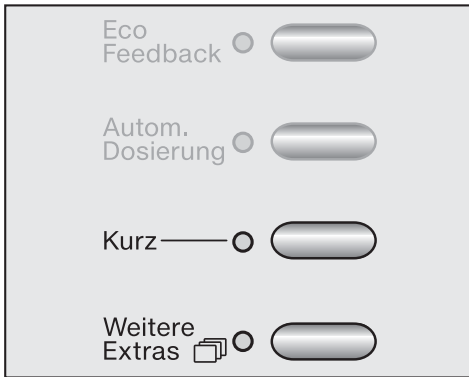 Eco
Feedback
Autom.
Dosierung
Kurz
Weitere
Extras